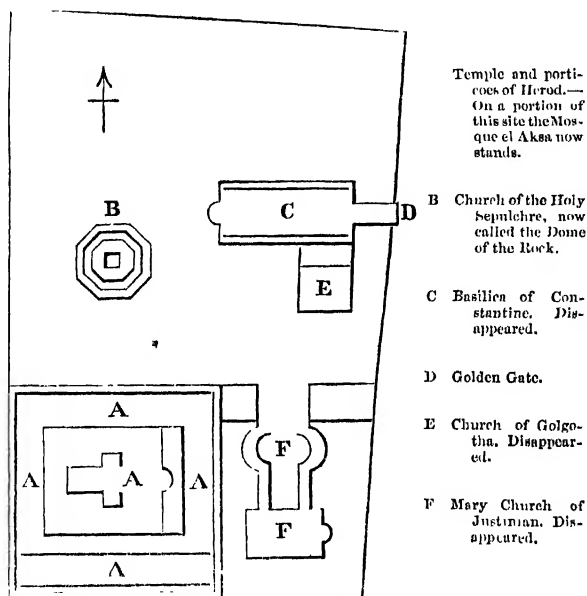 Temple and porti-
coes of Herod.—
On a portion of
this site the Mos-
que el Aksa now
stands.
B Church of the Holy
Sepulchre, now
called the Dome
of the Rock.
C Basilica of Con-
stantine. Dis-
appeared.
D Golden Gate.
E Church of Golgo-
tha. Disappear-
ed.
F Mary Church of
Justinian. Dis-
appeared.
B
C
D
E
A
A
A
A
A
F
F